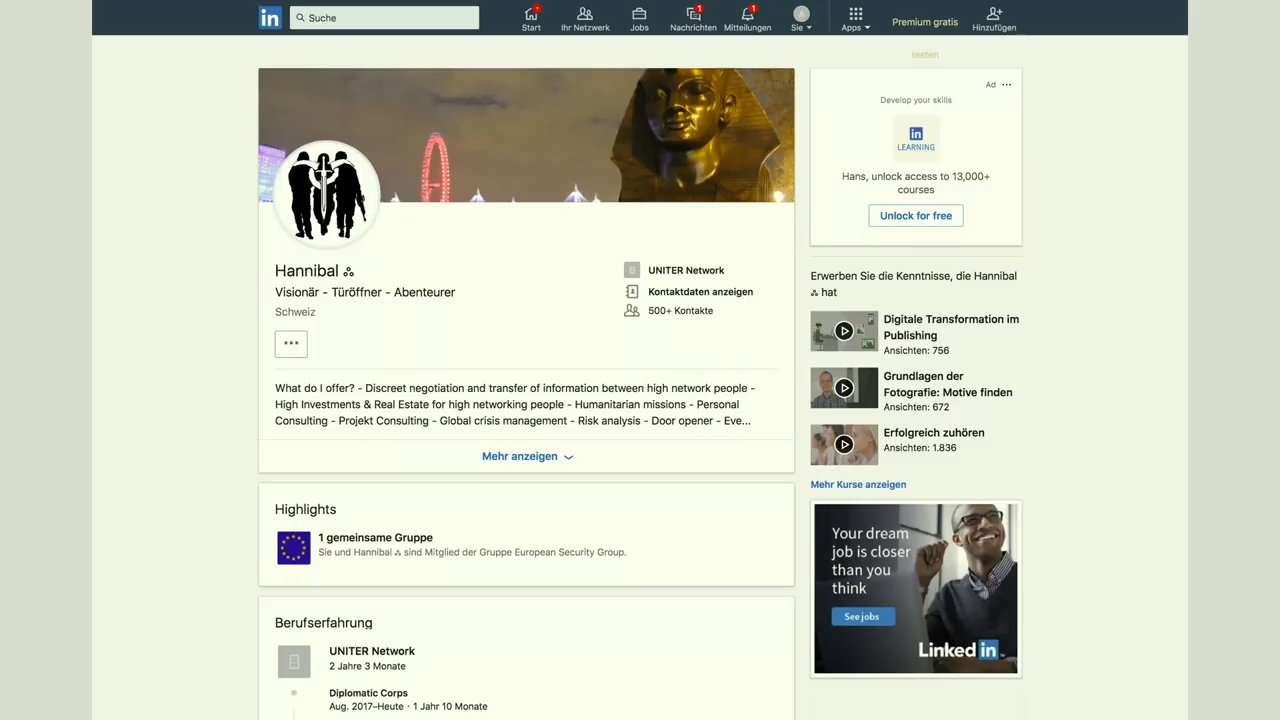 in
Suche
Start
Ihr Netzwerk
Jobs
1
Nachrichten
1
Mitteilungen
Sie
Apps
Premium gratis
testen
Hinzufügen
Hannibal
Visionär - Türöffner - Abenteurer
Schweiz
...
UNITER Network
Kontaktdaten anzeigen
500+ Kontakte
What do I offer? - Discreet negotiation and transfer of information between high network people -
High Investments & Real Estate for high networking people - Humanitarian missions - Personal
Consulting - Projekt Consulting - Global crisis management - Risk analysis - Door opener - Eve...
Mehr anzeigen
Highlights
1 gemeinsame Gruppe
Sie und Hannibal ஃ sind Mitglied der Gruppe European Security Group.
Berufserfahrung
UNITER Network
2 Jahre 3 Monate
Diplomatic Corps
Aug. 2017–Heute · 1 Jahr 10 Monate
Ad ...
Develop your skills
in
LEARNING
Hans, unlock access to 13,000+
courses
Unlock for free
Erwerben Sie die Kenntnisse, die Hannibal
ஃ hat
Digitale Transformation im
Publishing
Ansichten: 756
Grundlagen der
Fotografie: Motive finden
Ansichten: 672
Erfolgreich zuhören
Ansichten: 1.836
Mehr Kurse anzeigen
Your dream
job is closer
than you
think
See jobs
Linked in